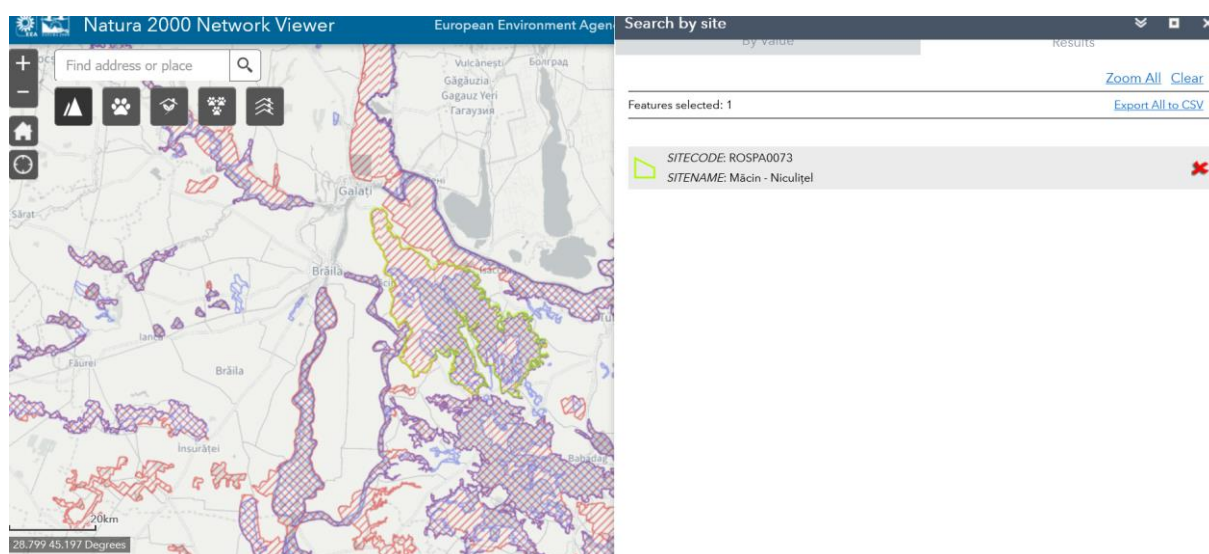 Natura 2000 Network Viewer
European Environment Agen
EEA
Find address or place
Vulcănești
Болград
Găgăuzia -
Gagauz Yeri
- Гагаузия
Galați
Sărat
Brăila
Ianca
Făurei
Brăila
Însurăței
Babadag
20km
28.799 45.197 Degrees
Search by site
By Value
Results
Zoom All Clear
Features selected: 1
Export All to CSV
SITECODE: ROSPA0073
SITENAME: Măcin - Niculițel